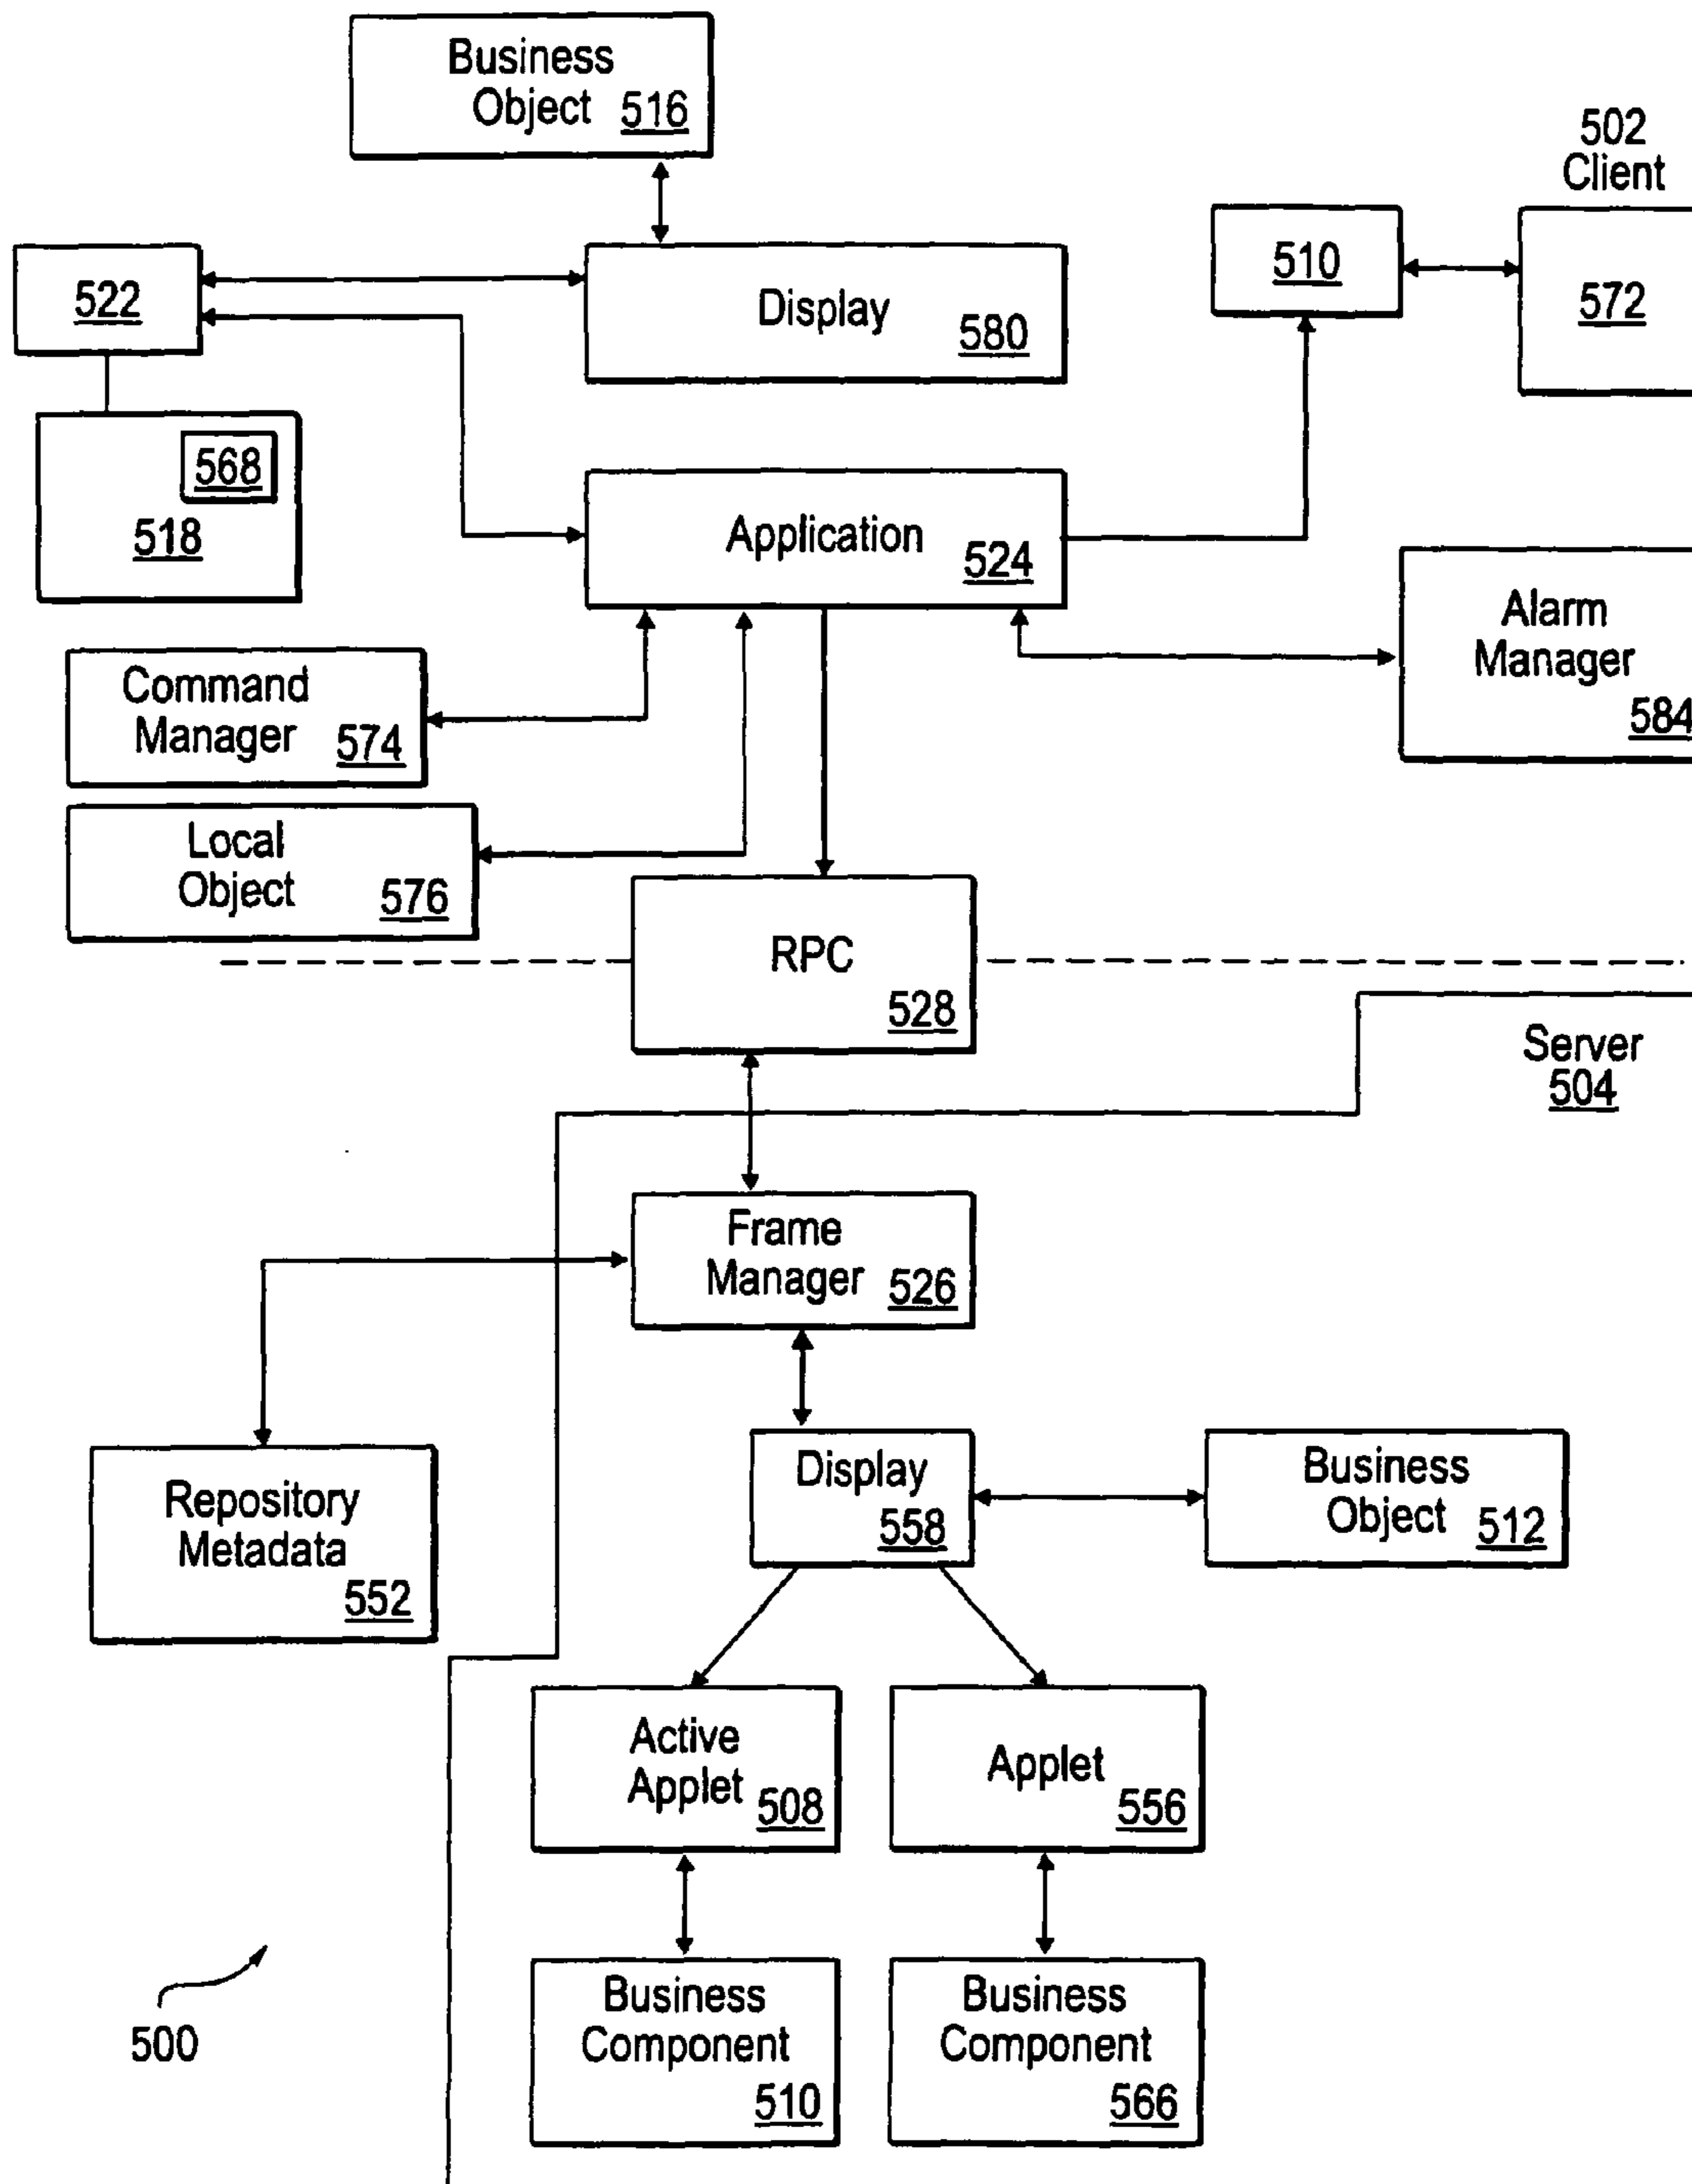 Business
Object 516
502
Client
510
572
522
Display
580
568
518
Application
524
Alarm
Manager
584
Command
Manager 574
Local
Object 576
RPC
528
Server
504
Frame
Manager 526
Display
558
Business
Object 512
Repository
Metadata
552
Active
Applet 508
Applet
556
Business
Component
510
Business
Component
566
500